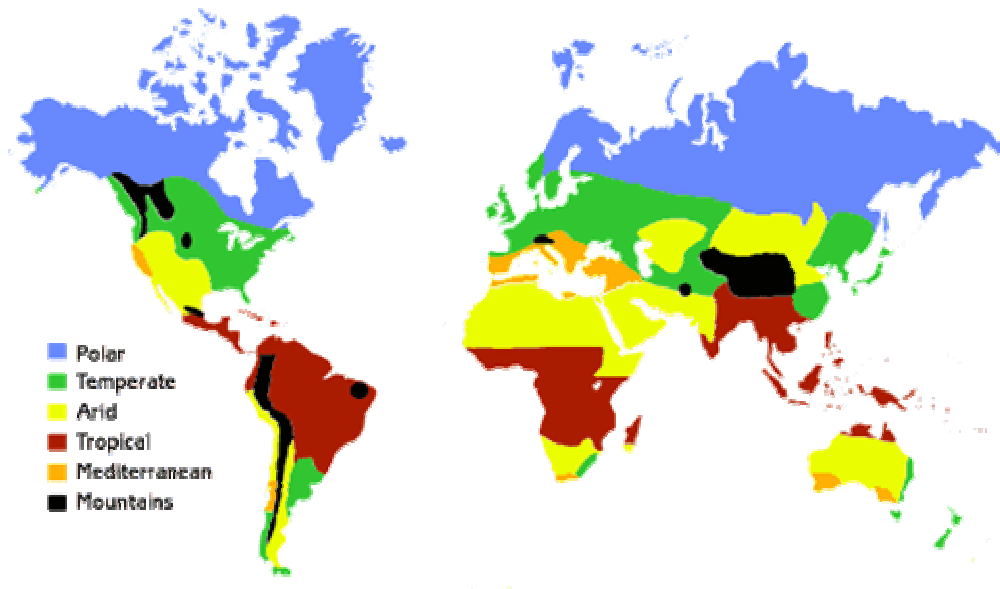 Polar
Temperate
Arid
Tropical
Mediterranean
Mountains